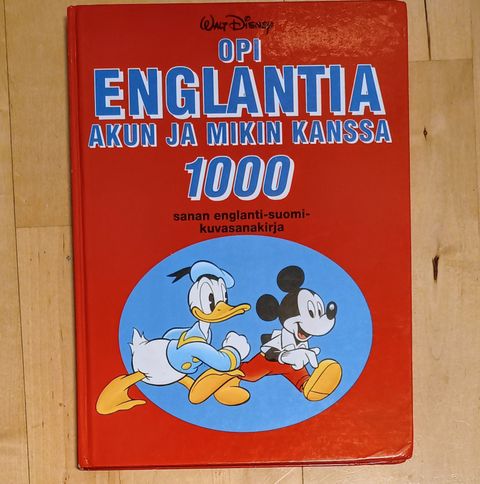 Walt Disney
OPI
ENGLANTIA
AKUN JA MIKIN KANSSA
1000
sanan englanti-suomi-
kuvasanakirja